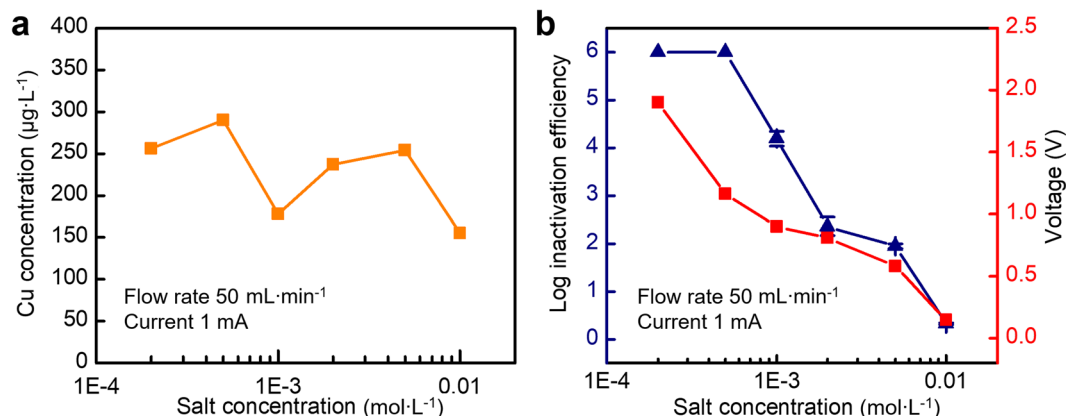 a
Cu concentration (µg·L⁻¹)
400
350
300
250
200
150
100
50
0
Flow rate 50 mL·min⁻¹
Current 1 mA
1E-4
1E-3
0.01
Salt concentration (mol·L⁻¹)
b
Log inactivation efficiency
6
5
4
3
2
1
0
Flow rate 50 mL·min⁻¹
Current 1 mA
2.5
2.0
1.5
1.0
0.5
0.0
Voltage (V)
1E-4
1E-3
0.01
Salt concentration (mol·L⁻¹)